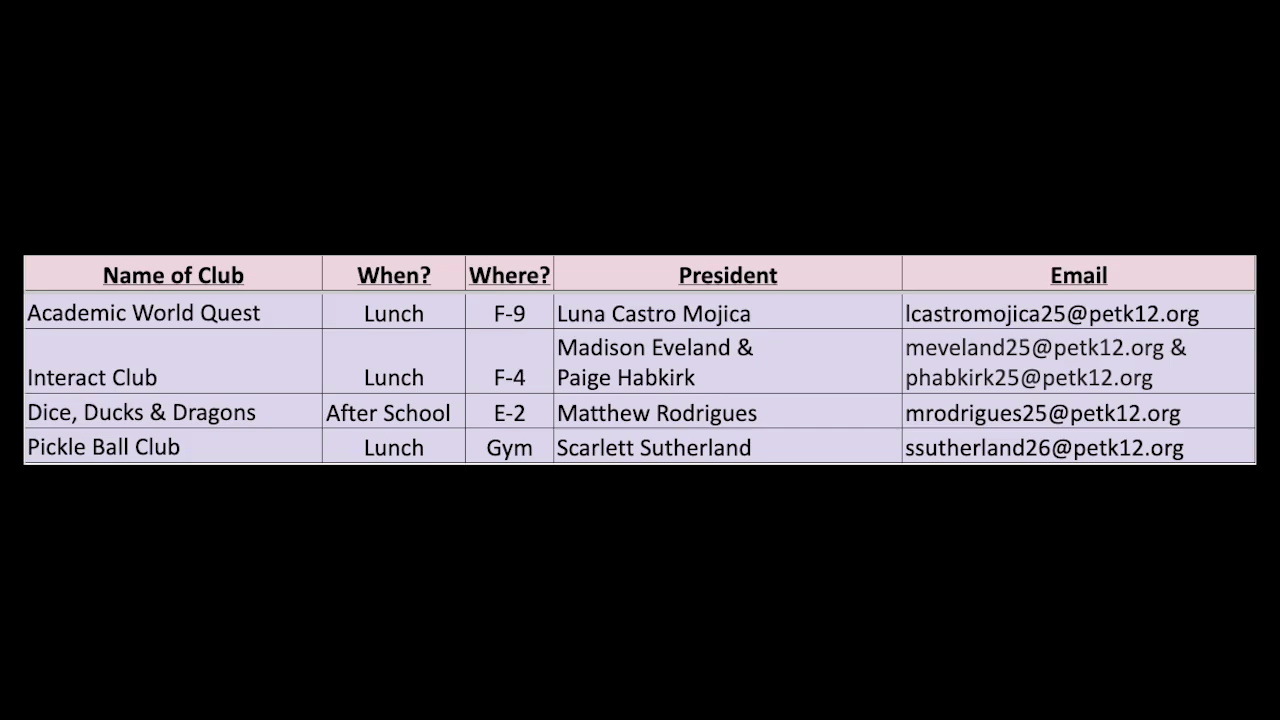 Name of Club When? Where? President Email
Academic World Quest Lunch F-9 Luna Castro Mojica lcastromojica25@petk12.org
Madison Eveland & meveland25@petk12.org &
Interact Club Lunch F-4 Paige Habkirk phabkirk25@petk12.org
Dice, Ducks & Dragons After School E-2 Matthew Rodrigues mrodrigues25@petk12.org
Pickle Ball Club Lunch Gym Scarlett Sutherland ssutherland26@petk12.org